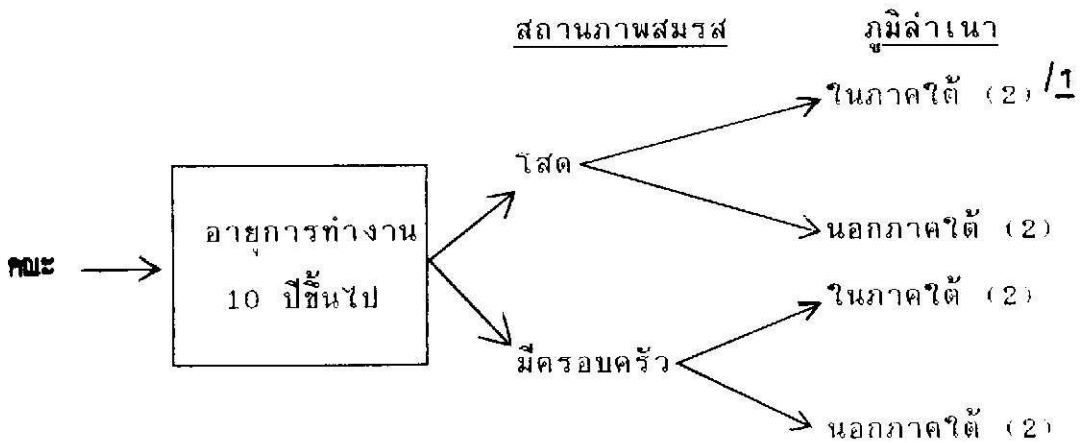 สถานภาพสมรส ภูมิลำเนา
ในภาคใต้ (2) /1
โสด
นอกภาคใต้ (2)
คณะ
อายุการทำงาน
10 ปีขึ้นไป
ในภาคใต้ (2)
มีครอบครัว
นอกภาคใต้ (2)